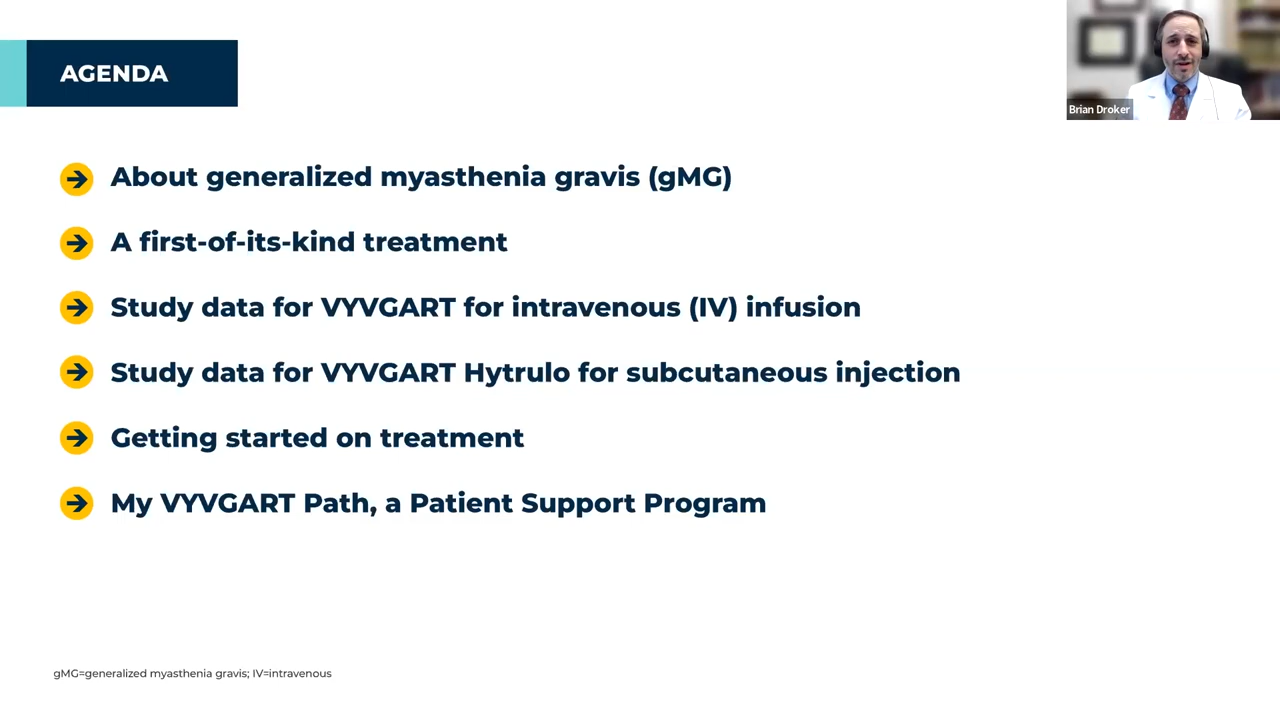 AGENDA
Brian Droker
About generalized myasthenia gravis (gMG)
A first-of-its-kind treatment
Study data for VYVGART for intravenous (IV) infusion
Study data for VYVGART Hytrulo for subcutaneous injection
Getting started on treatment
My VYVGART Path, a Patient Support Program
gMG=generalized myasthenia gravis; IV=intravenous